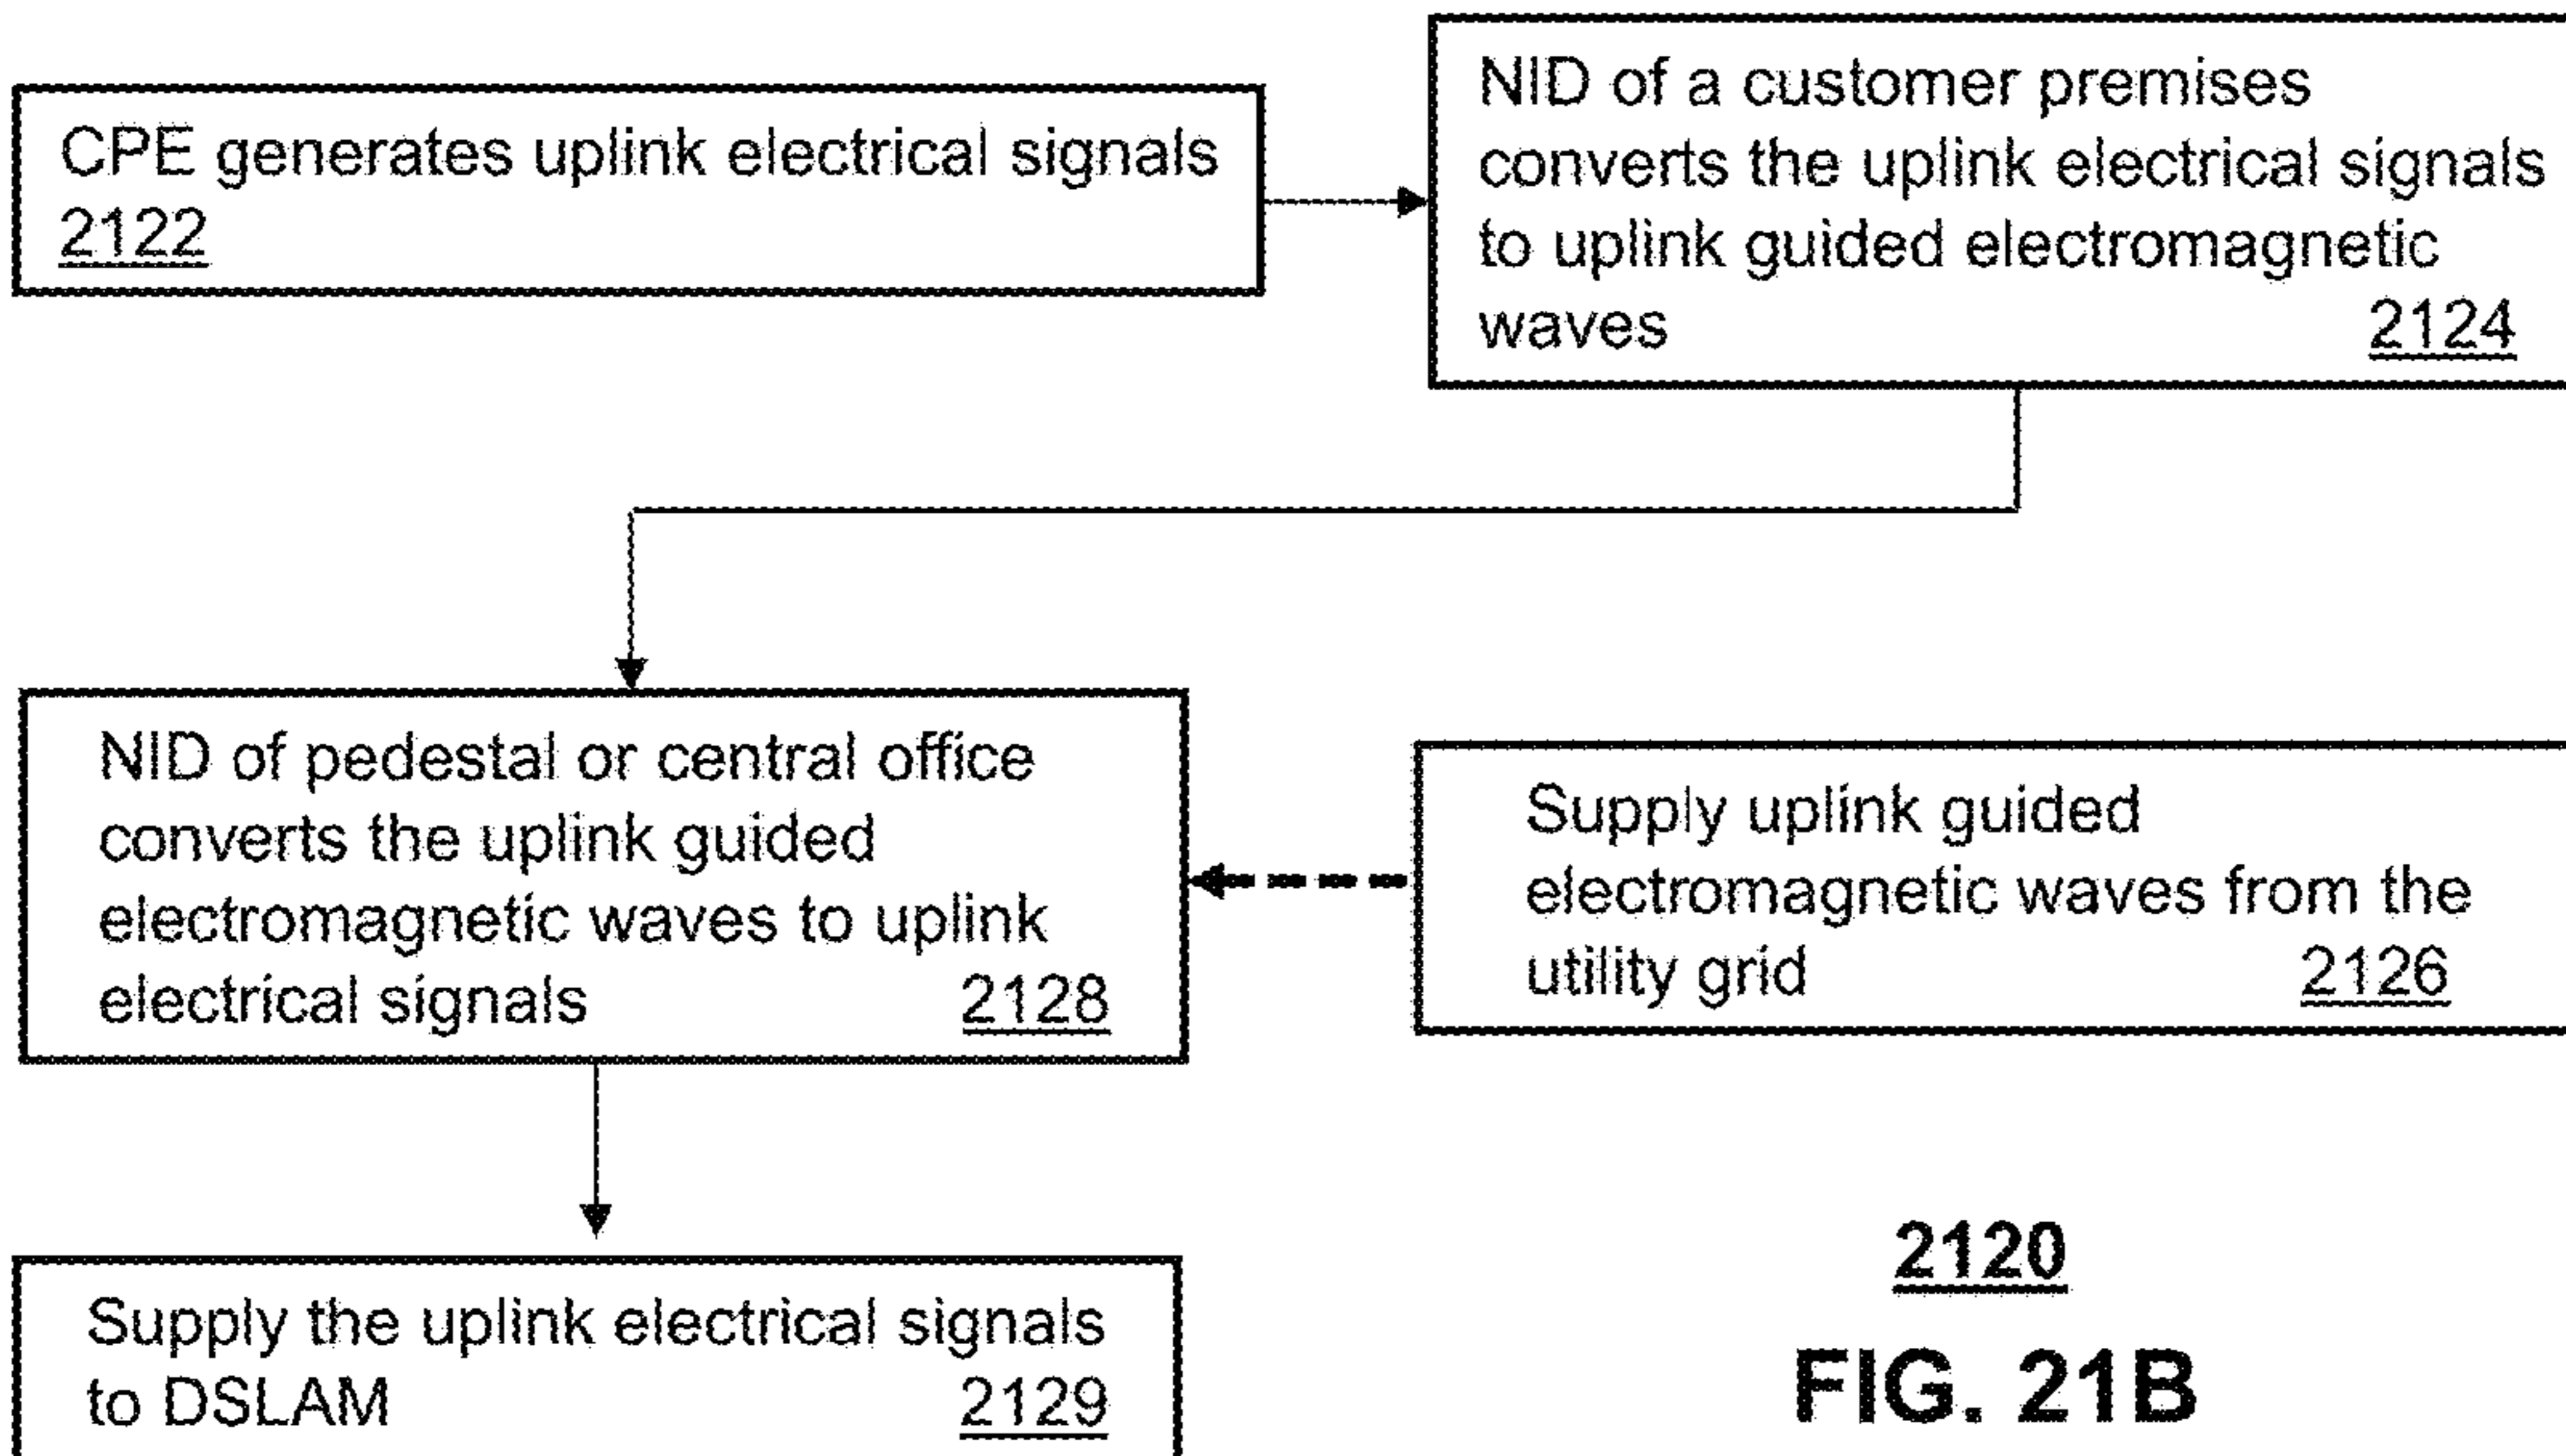 CPE generates uplink electrical signals
2122
NID of a customer premises
converts the uplink electrical signals
to uplink guided electromagnetic
waves 2124
NID of pedestal or central office
converts the uplink guided
electromagnetic waves to uplink
electrical signals 2128
Supply uplink guided
electromagnetic waves from the
utility grid 2126
Supply the uplink electrical signals
to DSLAM 2129
2120
FIG. 21B